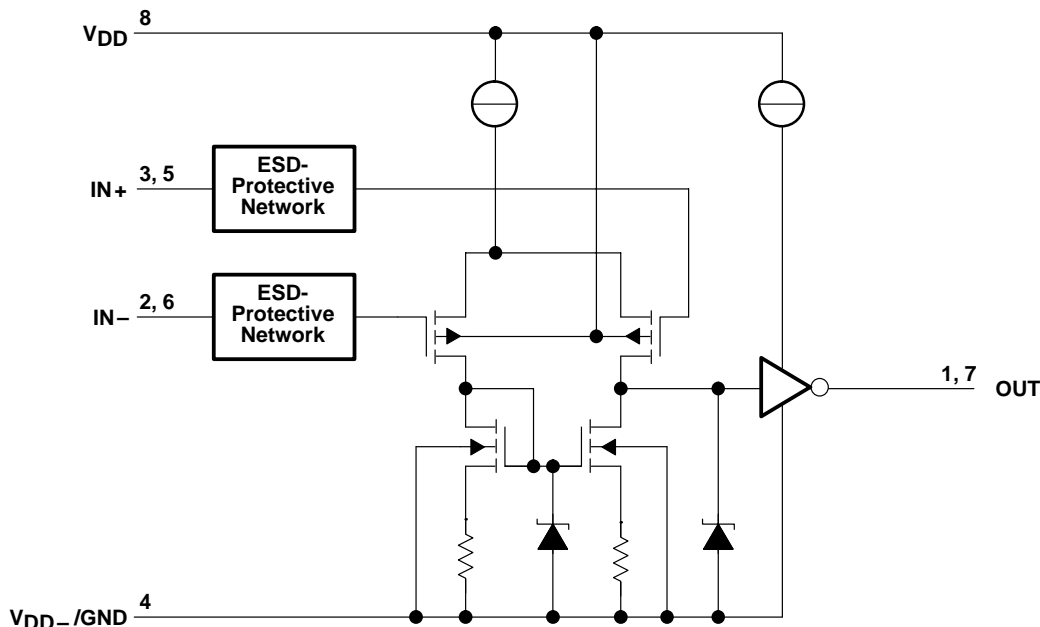 8
VDD
3, 5
IN+
ESD-
Protective
Network
2, 6
IN−
ESD-
Protective
Network
1, 7
OUT
4
VDD− /GND